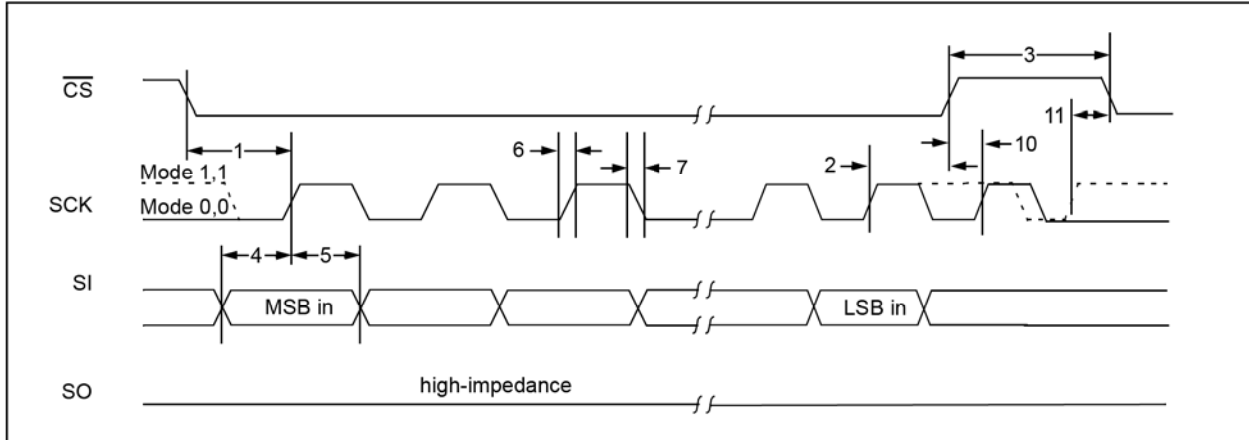 CS
3
11
1
6
10
Mode 1,1
7
2
SCK
Mode 0,0
4
5
SI
MSB in
LSB in
SO
high-impedance